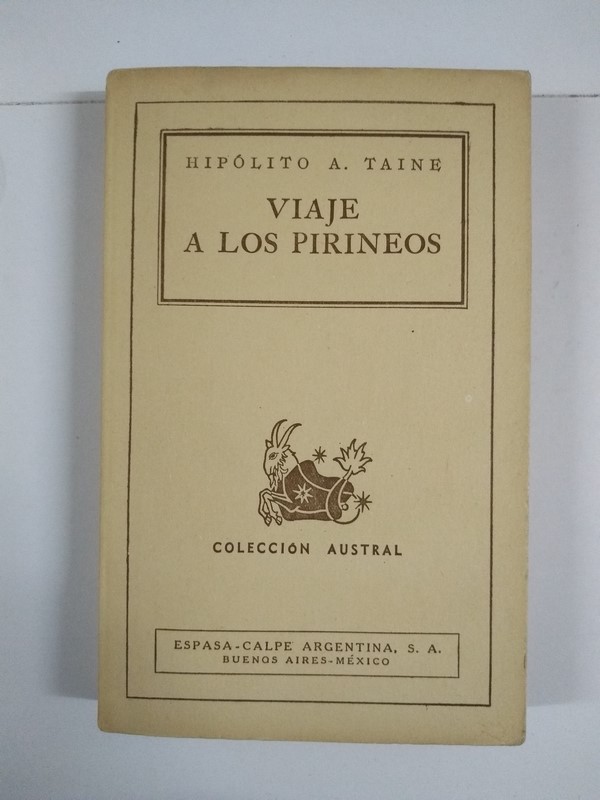 HIPÓLITO A. TAINE
VIAJE
A LOS PIRINEOS
COLECCIÓN AUSTRAL
ESPASA-CALPE ARGENTINA, S. A.
BUENOS AIRES-MÉXICO